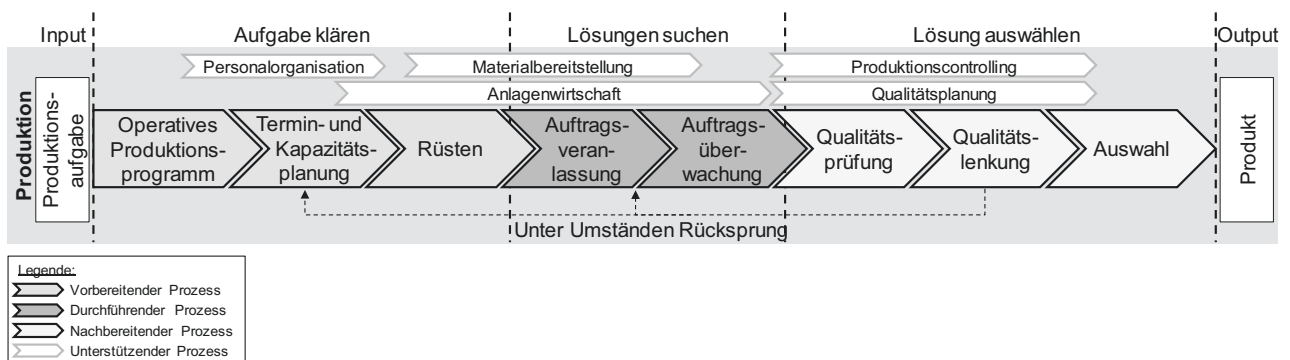 Input
Aufgabe klären
Lösungen suchen
Lösung auswählen
Output
Personalorganisation
Materialbereitstellung
Produktionscontrolling
Anlagenwirtschaft
Qualitätsplanung
Produktion
Produktions-
aufgabe
Operatives
Produktions-
programm
Termin- und
Kapazitäts-
planung
Rüsten
Auftrags-
veran-
lassung
Auftrags-
über-
wachung
Qualitäts-
prüfung
Qualitäts-
lenkung
Auswahl
Produkt
Unter Umständen Rücksprung
Legende:
Vorbereitender Prozess
Durchführender Prozess
Nachbereitender Prozess
Unterstützender Prozess